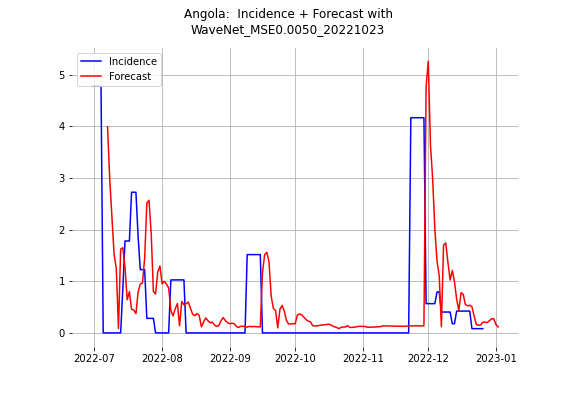 Angola:  Incidence + Forecast with
WaveNet_MSE0.0050_20221023
Incidence
Forecast
5
4
3
2
1
0
2022-07 2022-08 2022-09 2022-10 2022-11 2022-12 2023-01